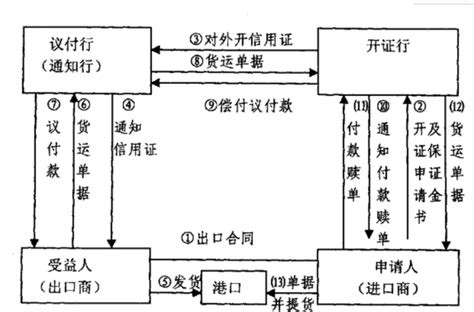 ③对外开信用证
议付行
(通知行)
开证行
⑧货运单据
⑨偿付议付款
⑦议付款
⑥货运单据
④通知信用证
(11)付款赎单
⑩通知付款赎单
②开证申请书及保证金
(12)货运单据
①出口合同
受益人
(出口商)
⑤发货
港口
(13)单据
并提货
申请人
(进口商)